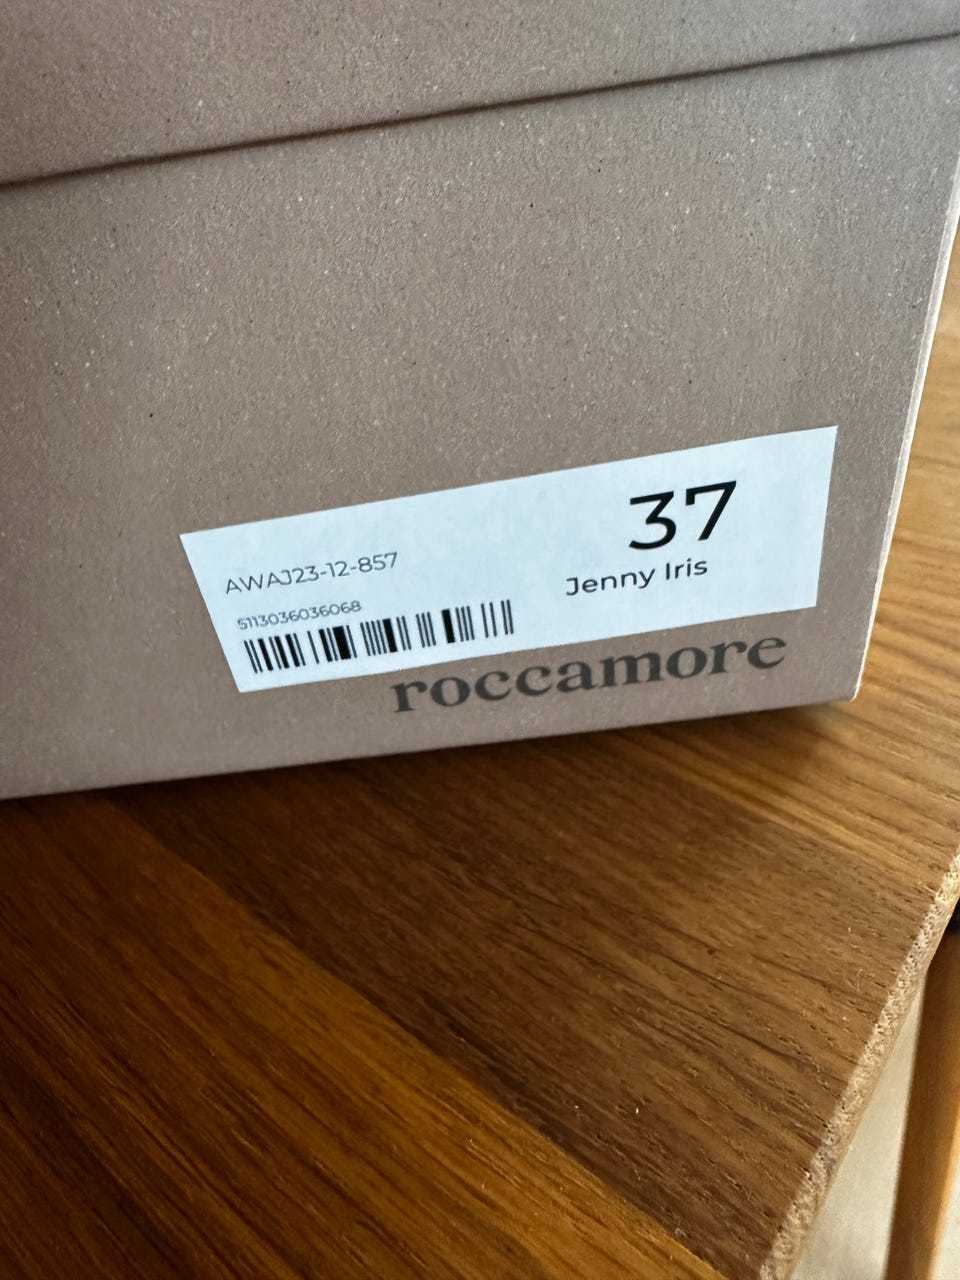 AWAJ23-12-857
5113036036068
37
Jenny Iris
roccamore